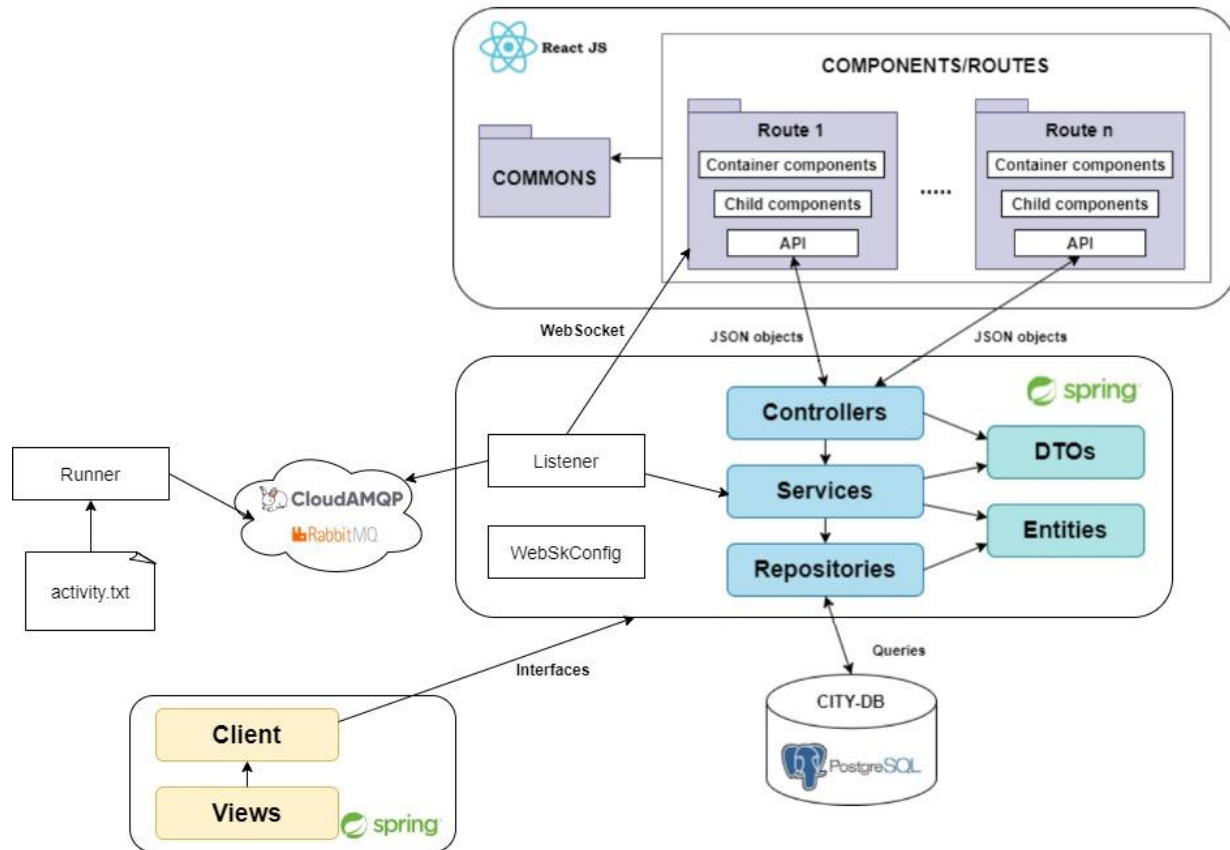 React JS
COMPONENTS/ROUTES
Route 1
Container components
Child components
API
.....
Route n
Container components
Child components
API
COMMONS
WebSocket
JSON objects
JSON objects
spring
Controllers
DTOs
Runner
CloudAMQP
RabbitMQ
Listener
Services
Entities
WebSkConfig
Repositories
activity.txt
Queries
Interfaces
CITY-DB
PostgreSQL
Client
Views
spring